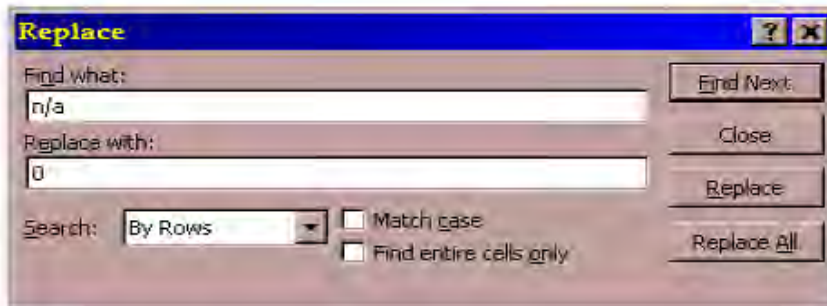 Replace
Find what:
n/a
Replace with:
0
Search: By Rows
Match case
Find entire cells only
Find Next
Close
Replace
Replace All